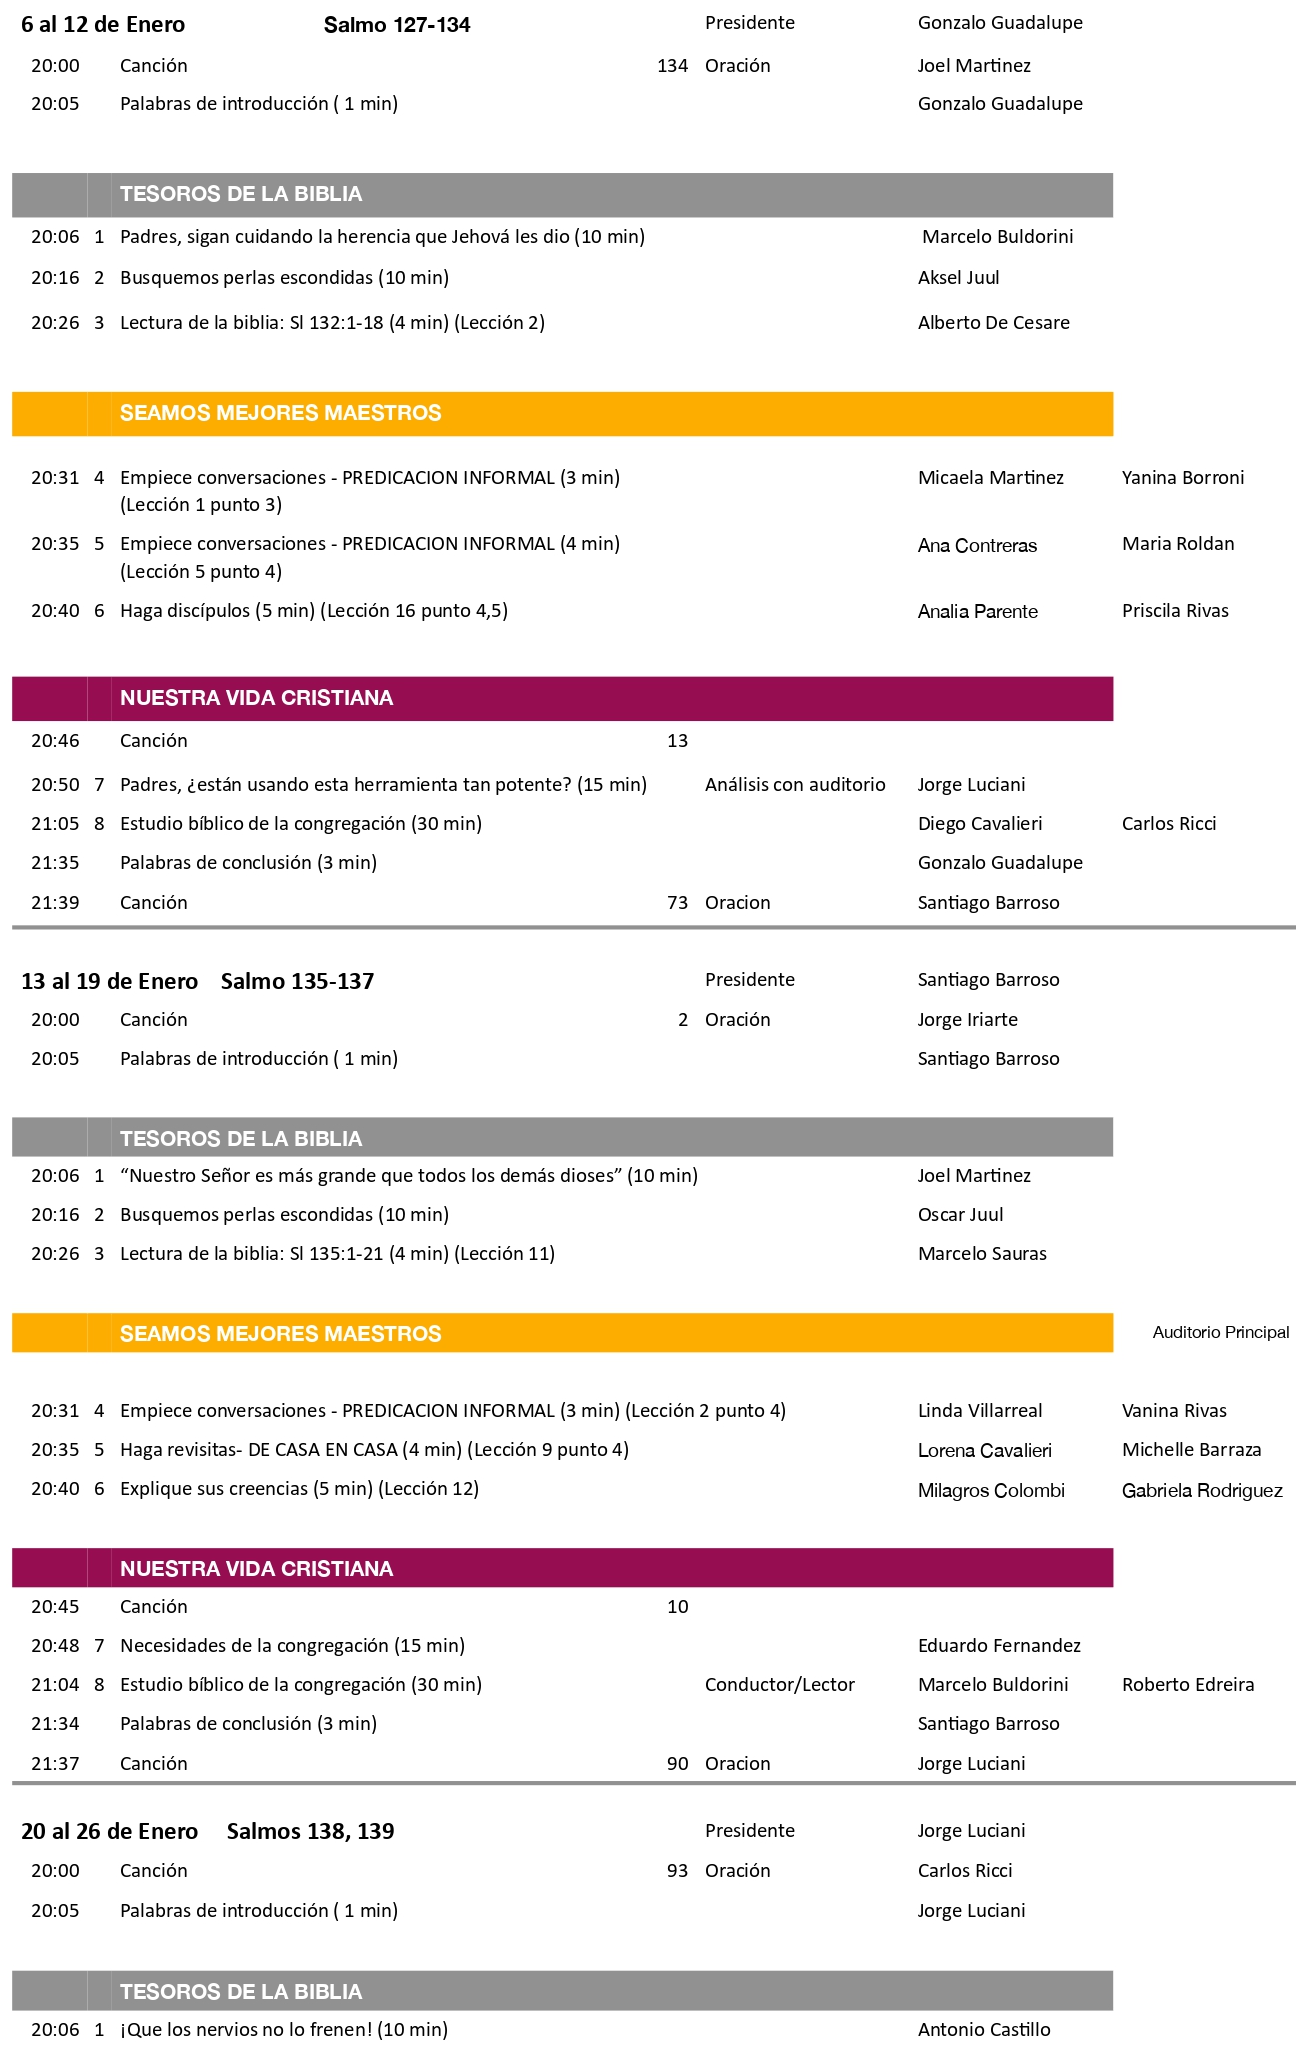 6 al 12 de Enero Salmo 127-134 Presidente Gonzalo Guadalupe
20:00 Canción 134 Oración Joel Martinez
20:05 Palabras de introducción ( 1 min) Gonzalo Guadalupe
TESOROS DE LA BIBLIA
20:06 1 Padres, sigan cuidando la herencia que Jehová les dio (10 min) Marcelo Buldorini
20:16 2 Busquemos perlas escondidas (10 min) Aksel Juul
20:26 3 Lectura de la biblia: Sl 132:1-18 (4 min) (Lección 2) Alberto De Cesare
SEAMOS MEJORES MAESTROS
20:31 4 Empiece conversaciones - PREDICACION INFORMAL (3 min) Micaela Martinez Yanina Borroni
(Lección 1 punto 3)
20:35 5 Empiece conversaciones - PREDICACION INFORMAL (4 min) Ana Contreras Maria Roldan
(Lección 5 punto 4)
20:40 6 Haga discípulos (5 min) (Lección 16 punto 4,5) Analia Parente Priscila Rivas
NUESTRA VIDA CRISTIANA
20:46 Canción 13
20:50 7 Padres, ¿están usando esta herramienta tan potente? (15 min) Análisis con auditorio Jorge Luciani
21:05 8 Estudio bíblico de la congregación (30 min) Diego Cavalieri Carlos Ricci
21:35 Palabras de conclusión (3 min) Gonzalo Guadalupe
21:39 Canción 73 Oracion Santiago Barroso
13 al 19 de Enero Salmo 135-137 Presidente Santiago Barroso
20:00 Canción 2 Oración Jorge Iriarte
20:05 Palabras de introducción ( 1 min) Santiago Barroso
TESOROS DE LA BIBLIA
20:06 1 “Nuestro Señor es más grande que todos los demás dioses” (10 min) Joel Martinez
20:16 2 Busquemos perlas escondidas (10 min) Oscar Juul
20:26 3 Lectura de la biblia: Sl 135:1-21 (4 min) (Lección 11) Marcelo Sauras
SEAMOS MEJORES MAESTROS Auditorio Principal
20:31 4 Empiece conversaciones - PREDICACION INFORMAL (3 min) (Lección 2 punto 4) Linda Villarreal Vanina Rivas
20:35 5 Haga revisitas- DE CASA EN CASA (4 min) (Lección 9 punto 4) Lorena Cavalieri Michelle Barraza
20:40 6 Explique sus creencias (5 min) (Lección 12) Milagros Colombi Gabriela Rodriguez
NUESTRA VIDA CRISTIANA
20:45 Canción 10
20:48 7 Necesidades de la congregación (15 min) Eduardo Fernandez
21:04 8 Estudio bíblico de la congregación (30 min) Conductor/Lector Marcelo Buldorini Roberto Edreira
21:34 Palabras de conclusión (3 min) Santiago Barroso
21:37 Canción 90 Oracion Jorge Luciani
20 al 26 de Enero Salmos 138, 139 Presidente Jorge Luciani
20:00 Canción 93 Oración Carlos Ricci
20:05 Palabras de introducción ( 1 min) Jorge Luciani
TESOROS DE LA BIBLIA
20:06 1 ¡Que los nervios no lo frenen! (10 min) Antonio Castillo